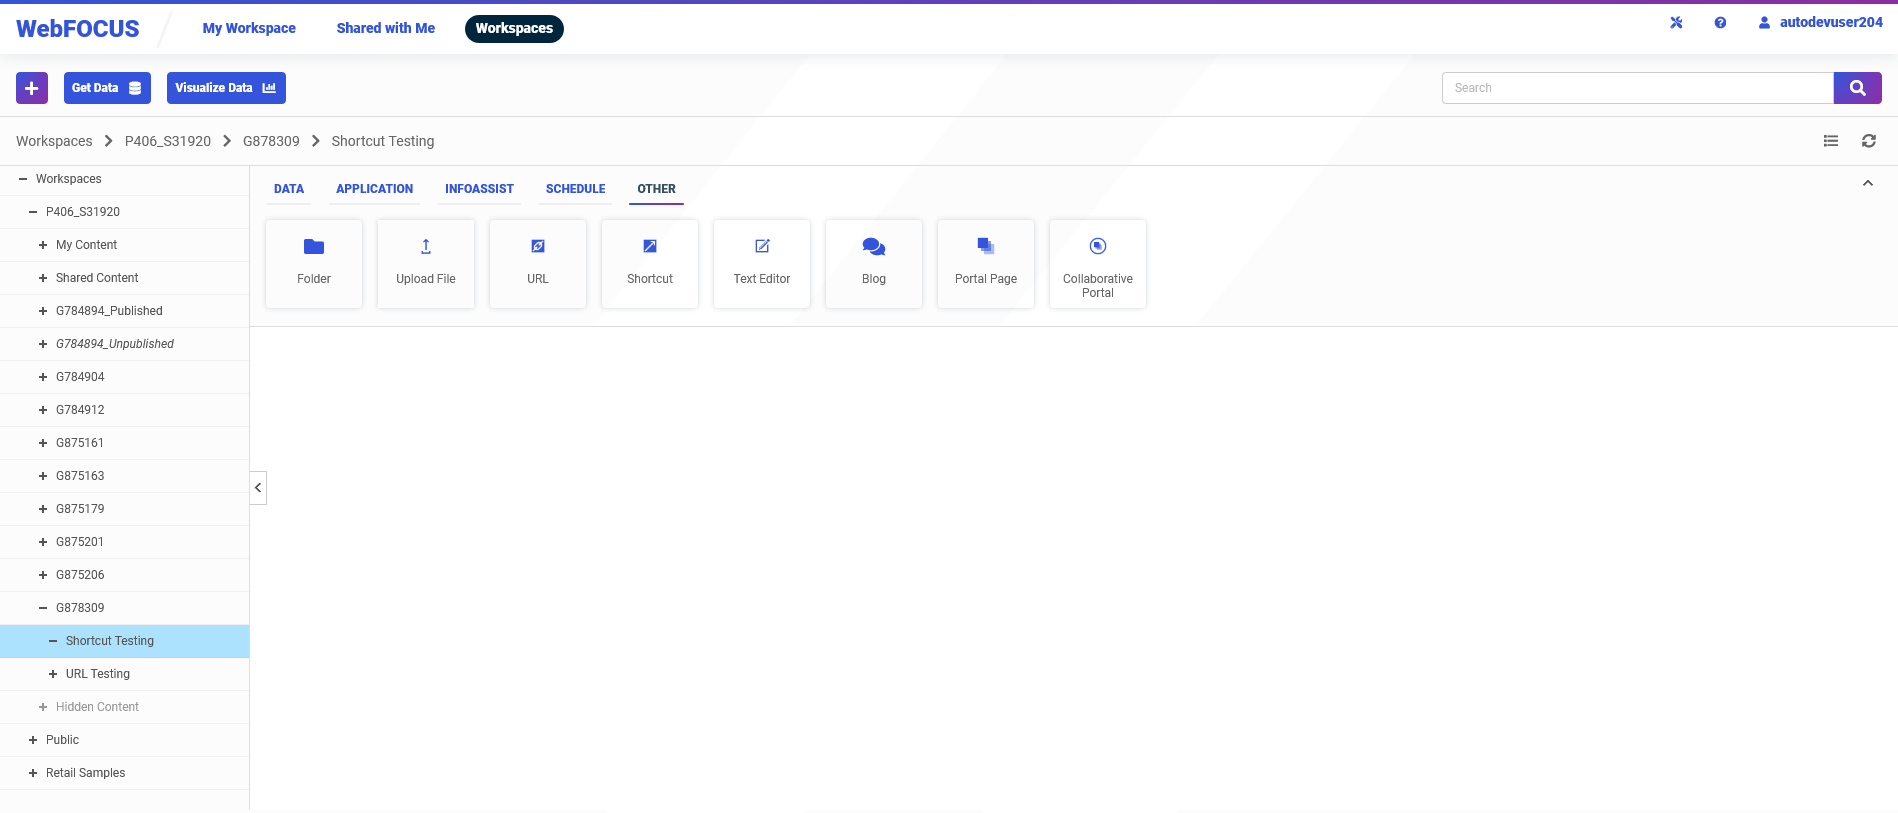 WebFOCUS
My Workspace
Shared with Me
Workspaces
autodevuser204
Get Data
Visualize Data
Search
Workspaces
P406_S31920
G878309
Shortcut Testing
Workspaces
P406_S31920
My Content
Shared Content
G784894_Published
G784894_Unpublished
G784904
G784912
G875161
G875163
G875179
G875201
G875206
G878309
Shortcut Testing
URL Testing
Hidden Content
Public
Retail Samples
DATA
APPLICATION
INFOASSIST
SCHEDULE
OTHER
Folder
Upload File
URL
Shortcut
Text Editor
Blog
Portal Page
Collaborative
Portal